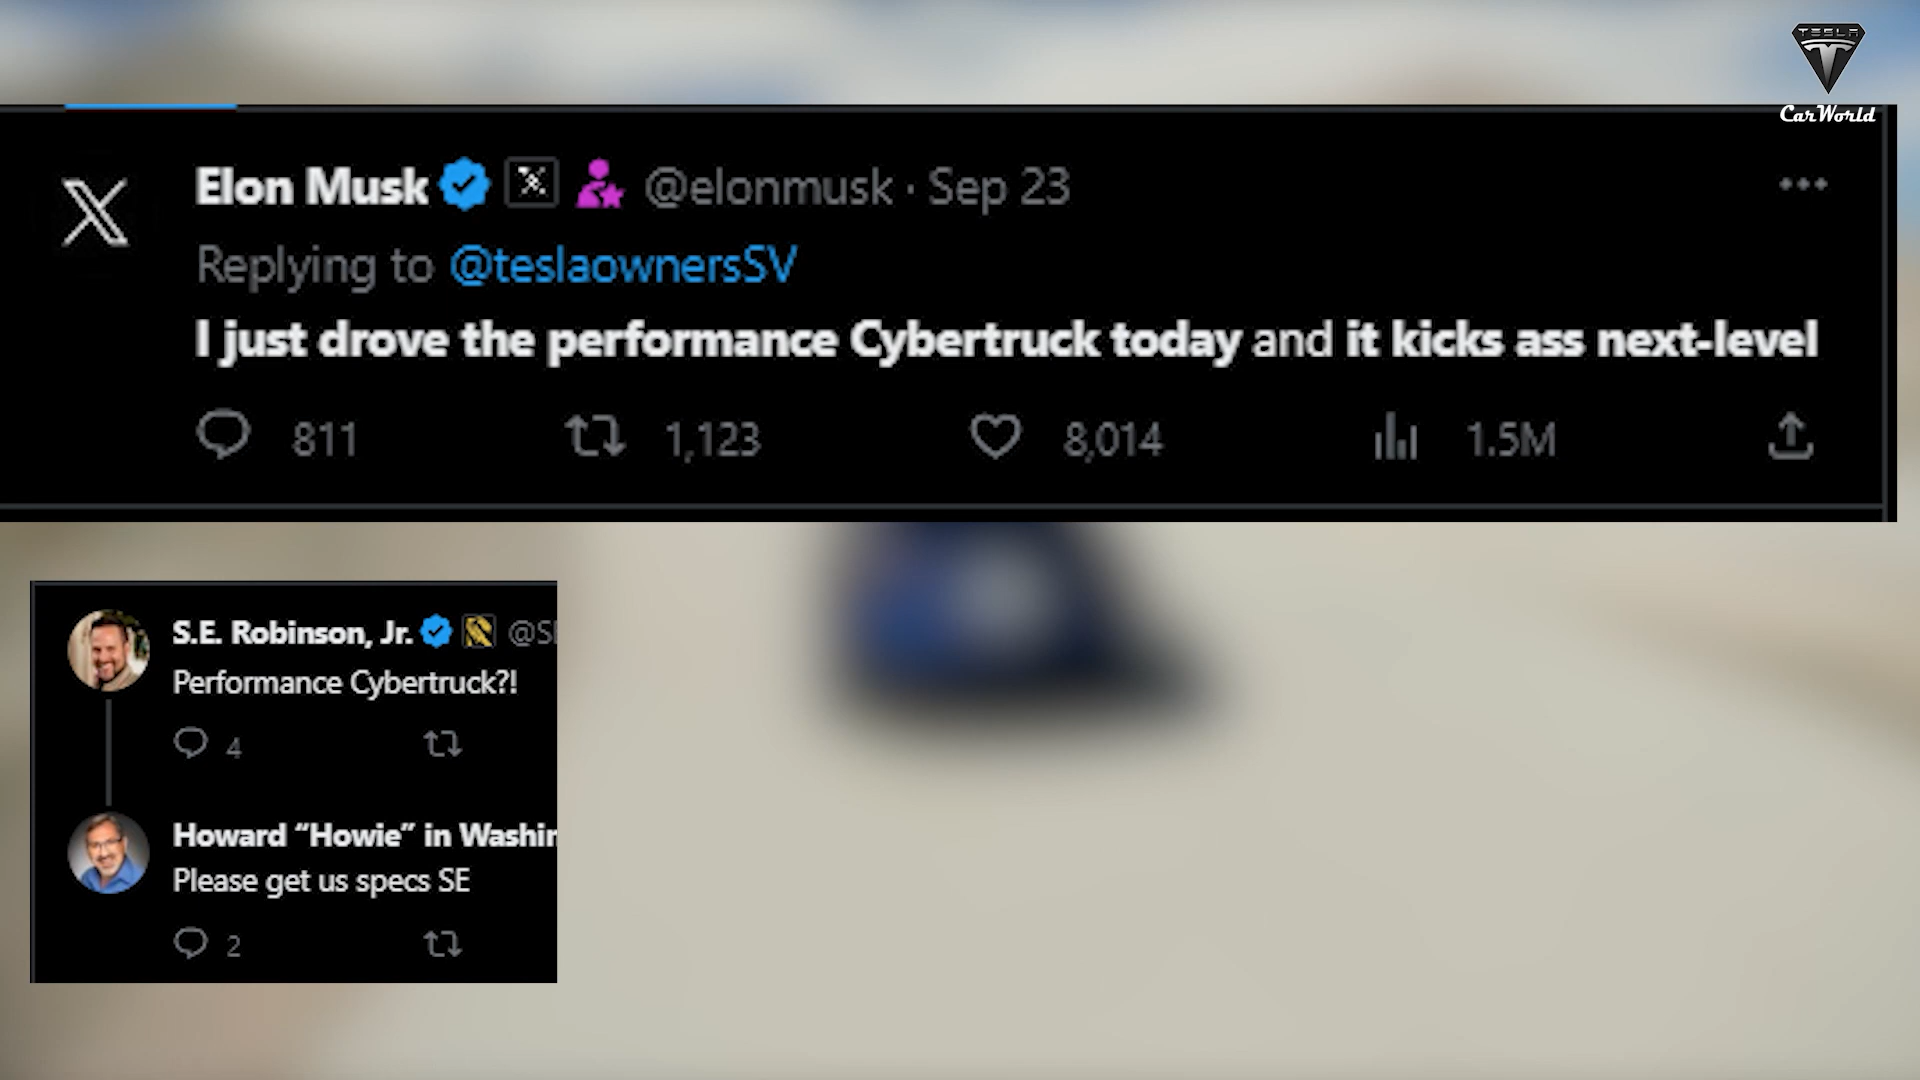 TESLA
CarWorld
Elon Musk @elonmusk · Sep 23
Replying to @teslaownersSV
I just drove the performance Cybertruck today and it kicks ass next-level
811 1,123 8,014 1.5M
S.E. Robinson, Jr. @S
Performance Cybertruck?!
4
Howard “Howie” in Washin
Please get us specs SE
2